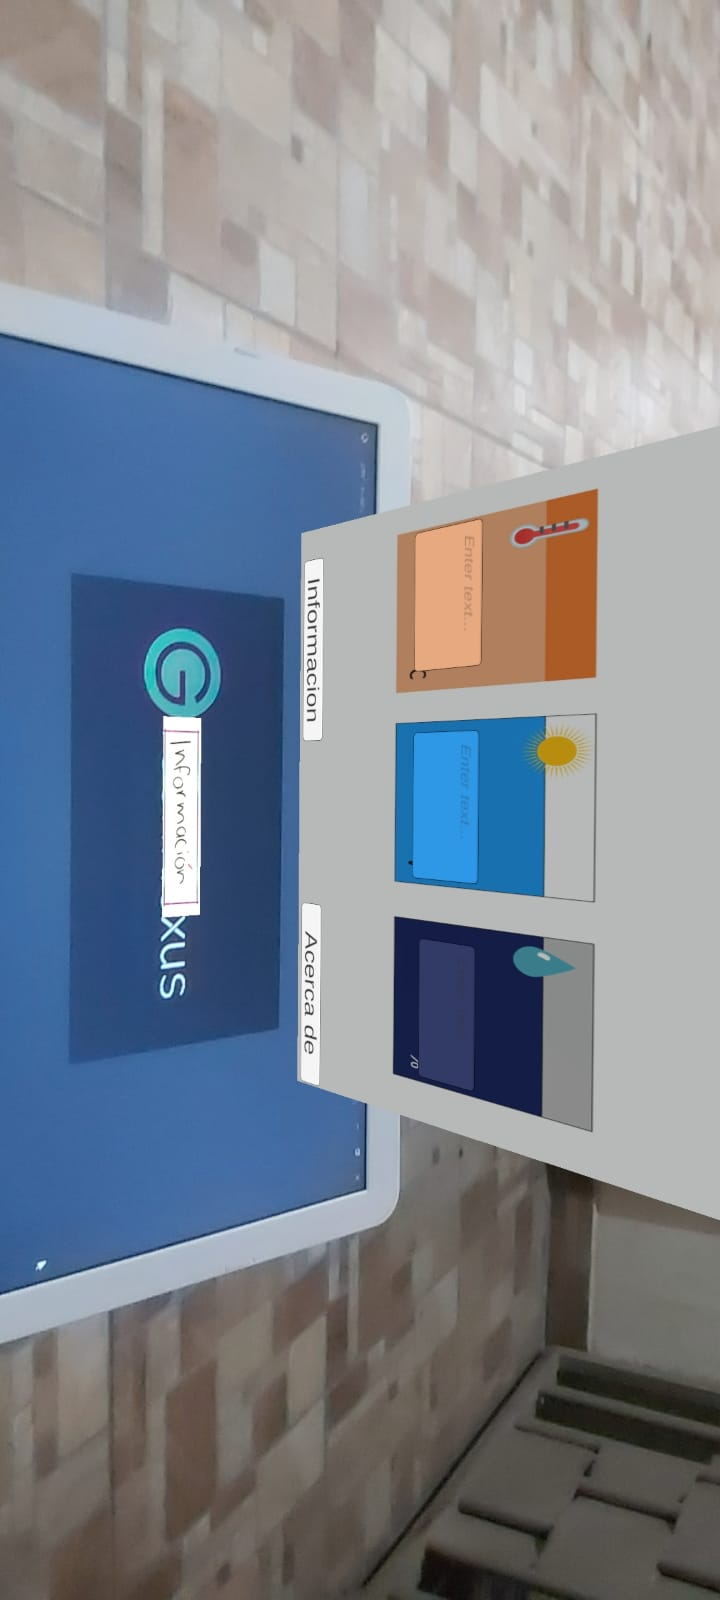 Enter text...
C
Enter text...
Informacion
Acerca de
G
Información
xus